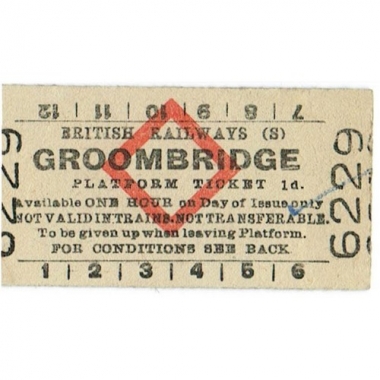 7 | 8 | 9 | 10 | 11 | 12
BRITISH RAILWAYS (S)
GROOMBRIDGE
PLATFORM TICKET 1d.
Available ONE HOUR on Day of Issue only
NOT VALID IN TRAINS. NOT TRANSFERABLE.
To be given up when leaving Platform.
FOR CONDITIONS SEE BACK
1 | 2 | 3 | 4 | 5 | 6
6229
6229